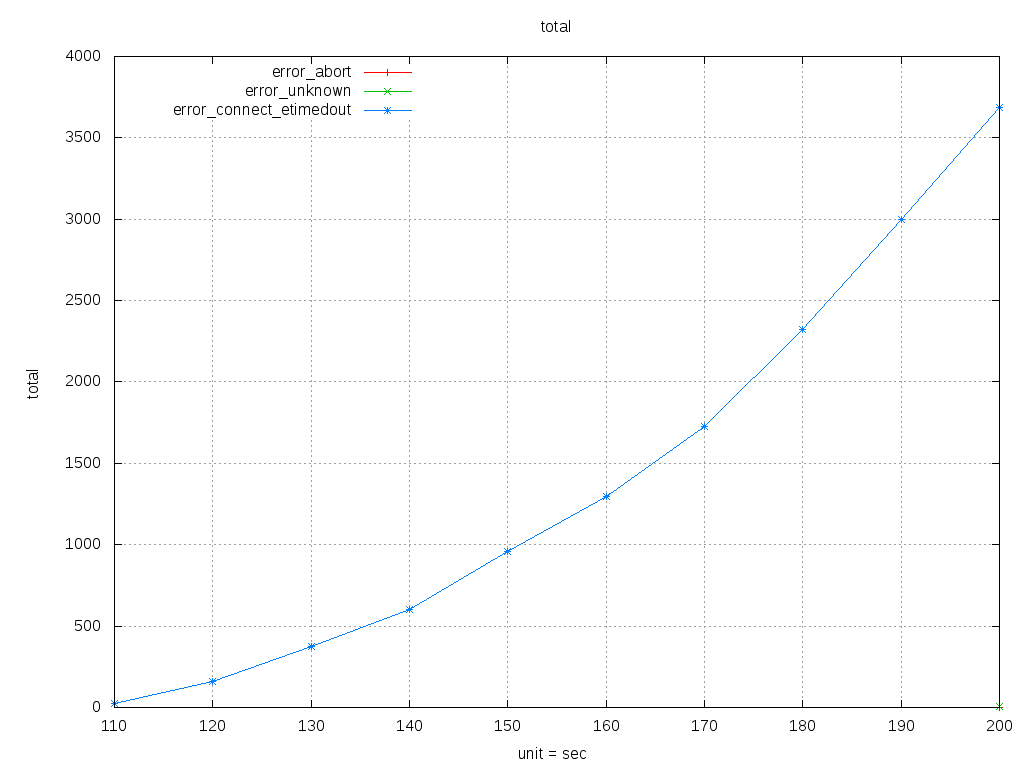 total
4000
error_abort
error_unknown
error_connect_etimedout
3500
3000
2500
2000
total
1500
1000
500
0
110 120 130 140 150 160 170 180 190 200
unit = sec